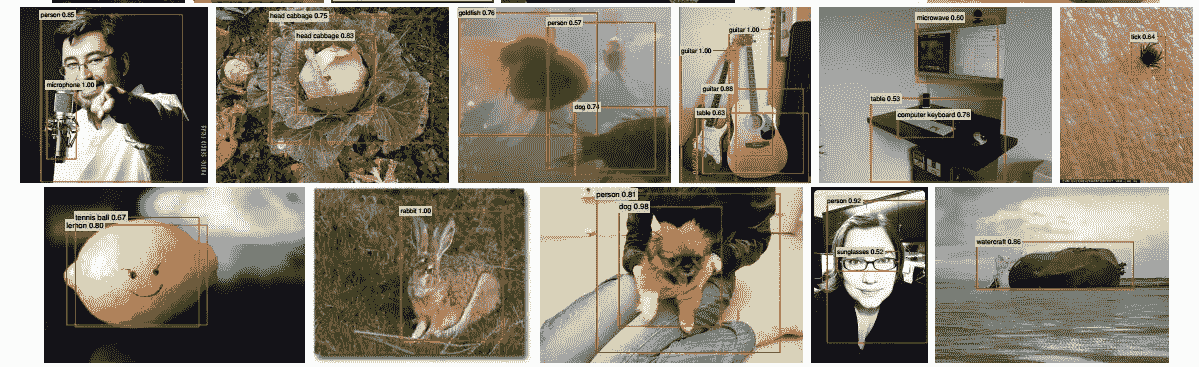 person 0.85
microphone 1.00
head cabbage 0.75
head cabbage 0.83
goldfish 0.76
person 0.57
dog 0.74
guitar 1.00
guitar 1.00
guitar 0.88
table 0.63
microwave 0.60
table 0.53
computer keyboard 0.78
tick 0.64
tennis ball 0.67
lemon 0.80
rabbit 1.00
person 0.81
dog 0.98
person 0.92
sunglasses 0.52
watercraft 0.86